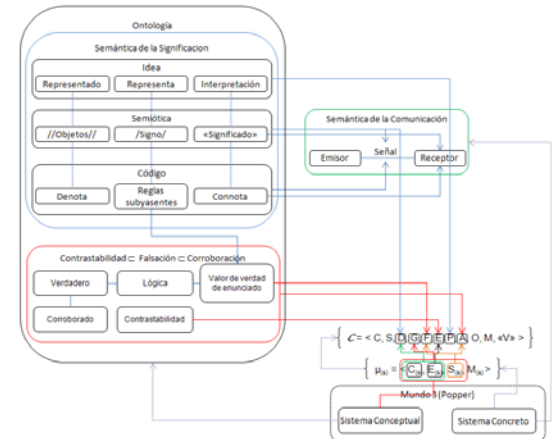 Ontología
Semántica de la Significacion
Idea
Representado
Representa
Interpretación
Semiótica
//Objetos//
/Signo/
«Significado»
Código
Denota
Reglas
subyasentes
Connota
Semántica de la Comunicación
Emisor
Señal
Receptor
Contrastabilidad ⊂ Falsación ⊂ Corroboración
Verdadero
Lógica
Valor de verdad
de enunciado
Corroborado
Contrastabilidad
{ 𝒞 = < C, S, D, G, F, E, P, A, O, M, «V» > }
Mundo 3 (Popper)
Sistema Conceptual
Sistema Concreto